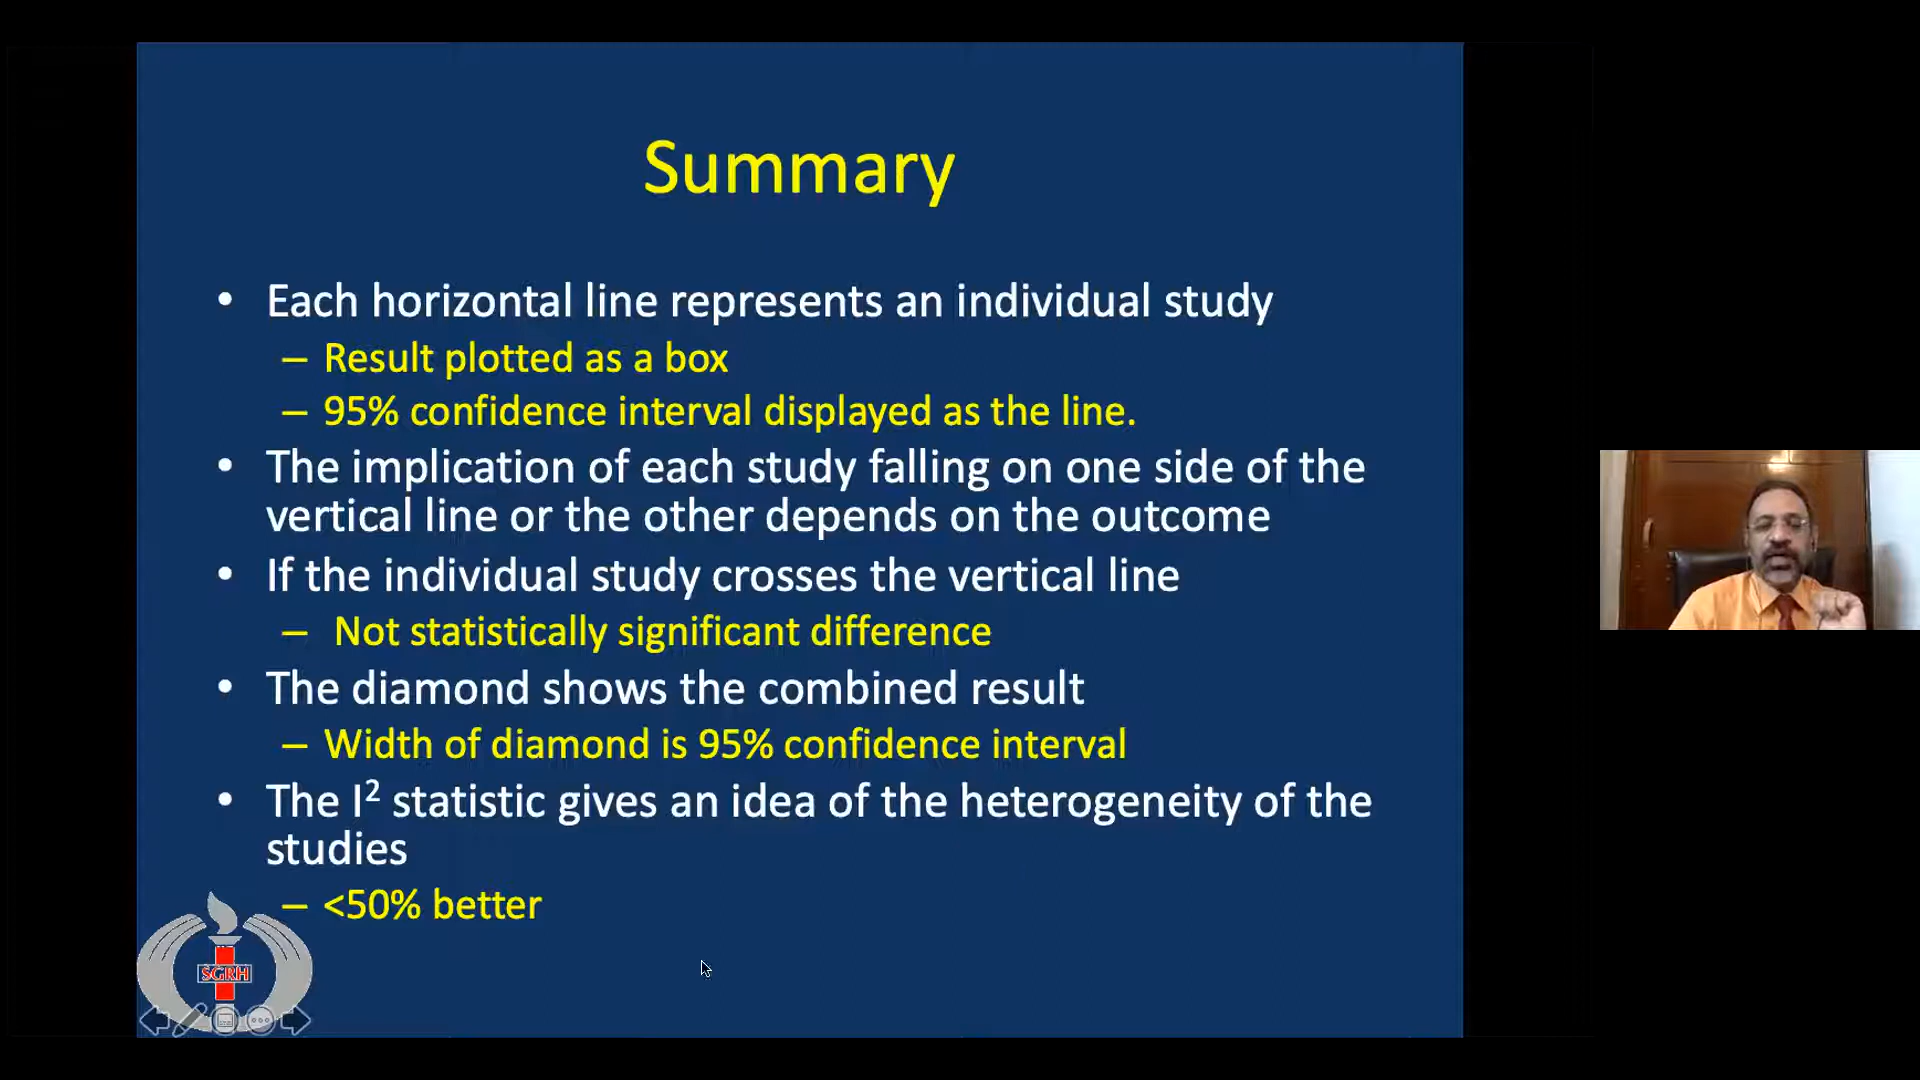 Summary
• Each horizontal line represents an individual study
– Result plotted as a box
– 95% confidence interval displayed as the line.
• The implication of each study falling on one side of the
vertical line or the other depends on the outcome
• If the individual study crosses the vertical line
– Not statistically significant difference
• The diamond shows the combined result
– Width of diamond is 95% confidence interval
• The I² statistic gives an idea of the heterogeneity of the
studies
– <50% better
SGRH